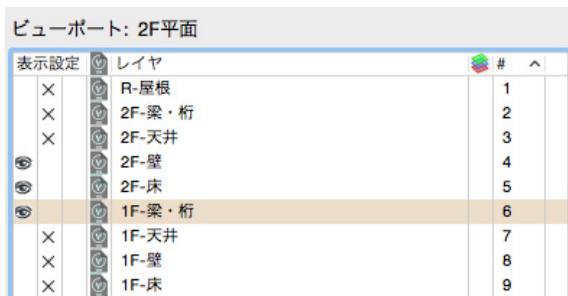 ビューポート: 2F平面
表示設定 レイヤ # 
R-屋根 1
2F-梁・桁 2
2F-天井 3
2F-壁 4
2F-床 5
1F-梁・桁 6
1F-天井 7
1F-壁 8
1F-床 9